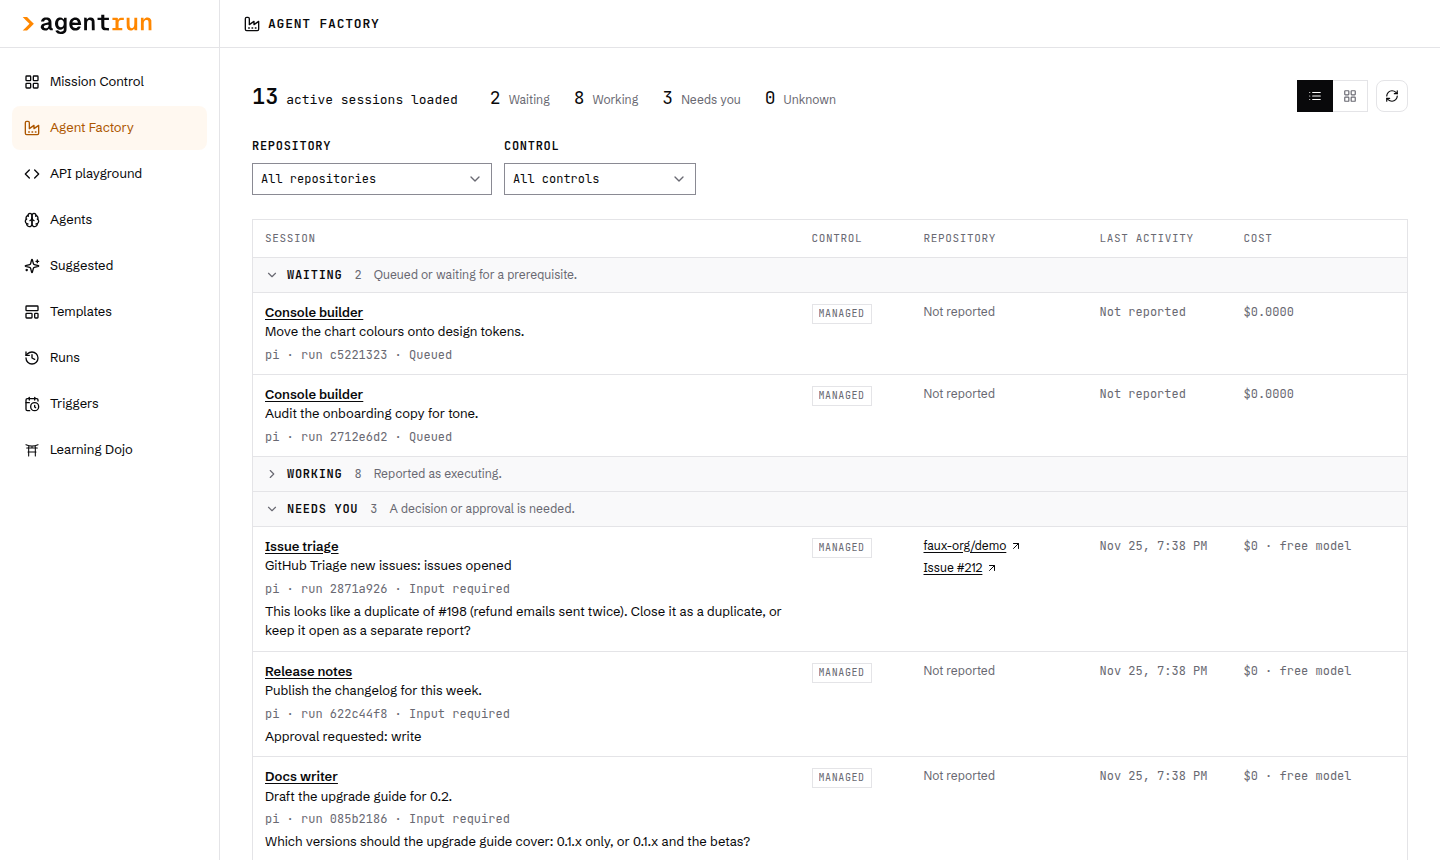 agentrun
AGENT FACTORY
Mission Control
Agent Factory
API playground
Agents
Suggested
Templates
Runs
Triggers
Learning Dojo
13 active sessions loaded 2 Waiting 8 Working 3 Needs you 0 Unknown
REPOSITORY CONTROL
All repositories All controls
SESSION CONTROL REPOSITORY LAST ACTIVITY COST
WAITING 2 Queued or waiting for a prerequisite.
Console builder MANAGED Not reported Not reported $0.0000
Move the chart colours onto design tokens.
pi · run c5221323 · Queued
Console builder MANAGED Not reported Not reported $0.0000
Audit the onboarding copy for tone.
pi · run 2712e6d2 · Queued
WORKING 8 Reported as executing.
NEEDS YOU 3 A decision or approval is needed.
Issue triage MANAGED faux-org/demo Nov 25, 7:38 PM $0 · free model
GitHub Triage new issues: issues opened Issue #212
pi · run 2871a926 · Input required
This looks like a duplicate of #198 (refund emails sent twice). Close it as a duplicate, or
keep it open as a separate report?
Release notes MANAGED Not reported Nov 25, 7:38 PM $0 · free model
Publish the changelog for this week.
pi · run 622c44f8 · Input required
Approval requested: write
Docs writer MANAGED Not reported Nov 25, 7:38 PM $0 · free model
Draft the upgrade guide for 0.2.
pi · run 085b2186 · Input required
Which versions should the upgrade guide cover: 0.1.x only, or 0.1.x and the betas?